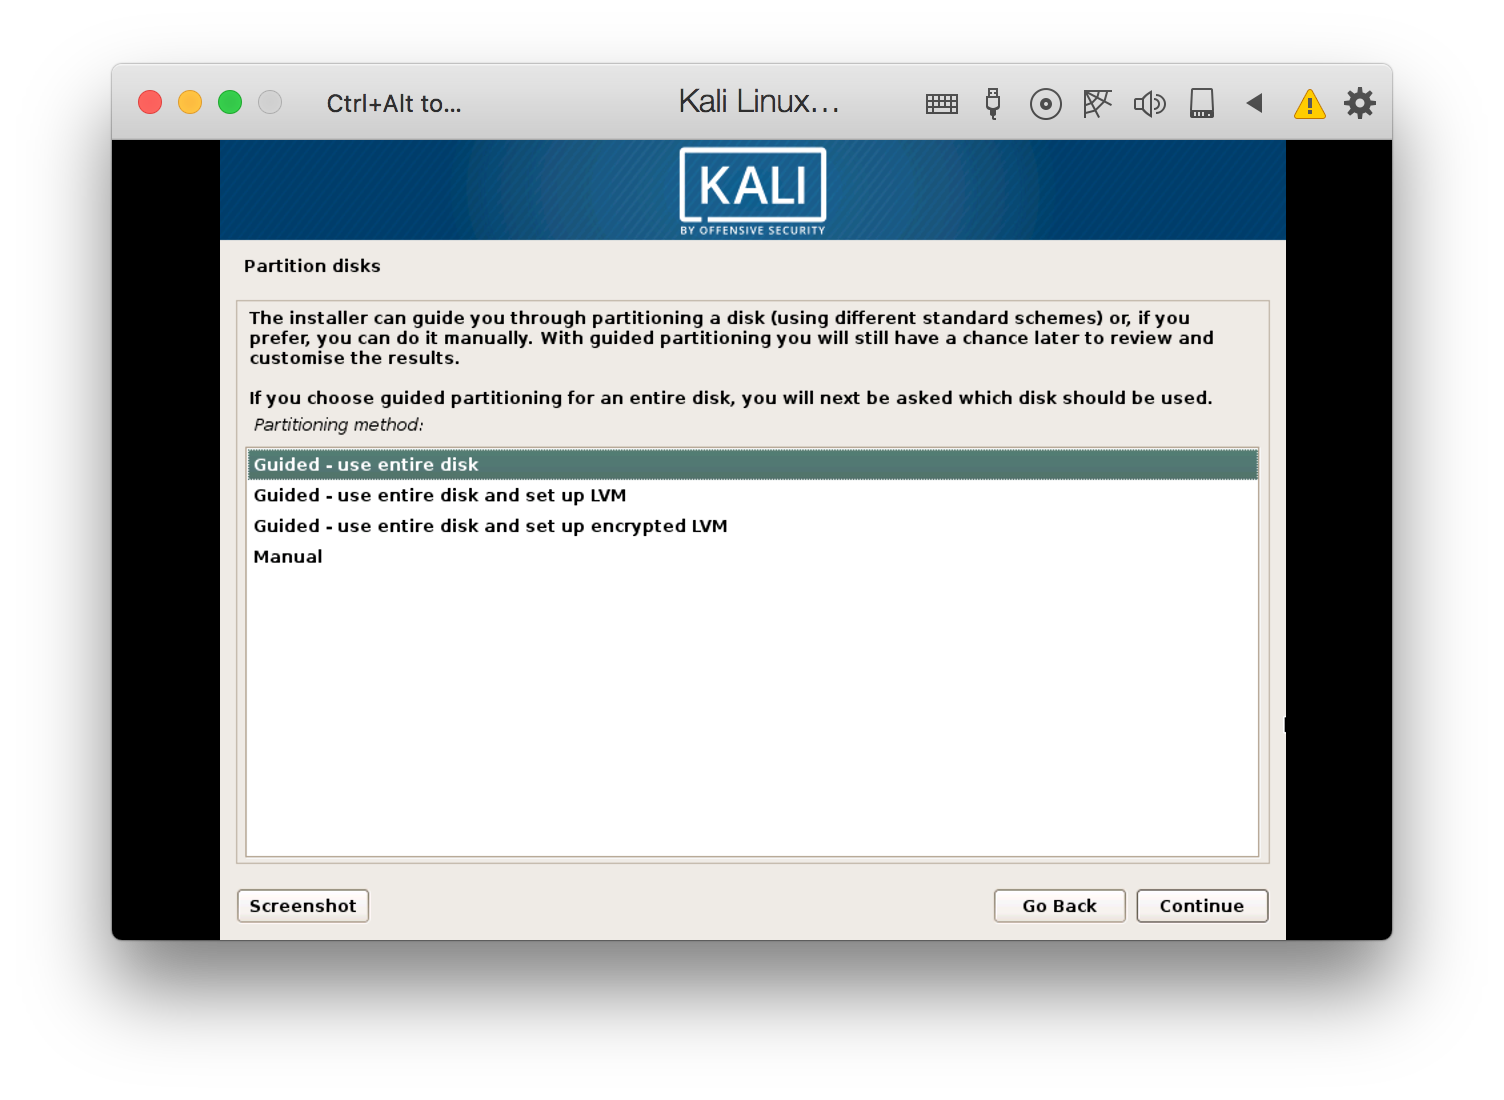 Ctrl+Alt to...
Kali Linux...
KALI
BY OFFENSIVE SECURITY
Partition disks
The installer can guide you through partitioning a disk (using different standard schemes) or, if you
prefer, you can do it manually. With guided partitioning you will still have a chance later to review and
customise the results.
If you choose guided partitioning for an entire disk, you will next be asked which disk should be used.
Partitioning method:
Guided - use entire disk
Guided - use entire disk and set up LVM
Guided - use entire disk and set up encrypted LVM
Manual
Screenshot
Go Back
Continue